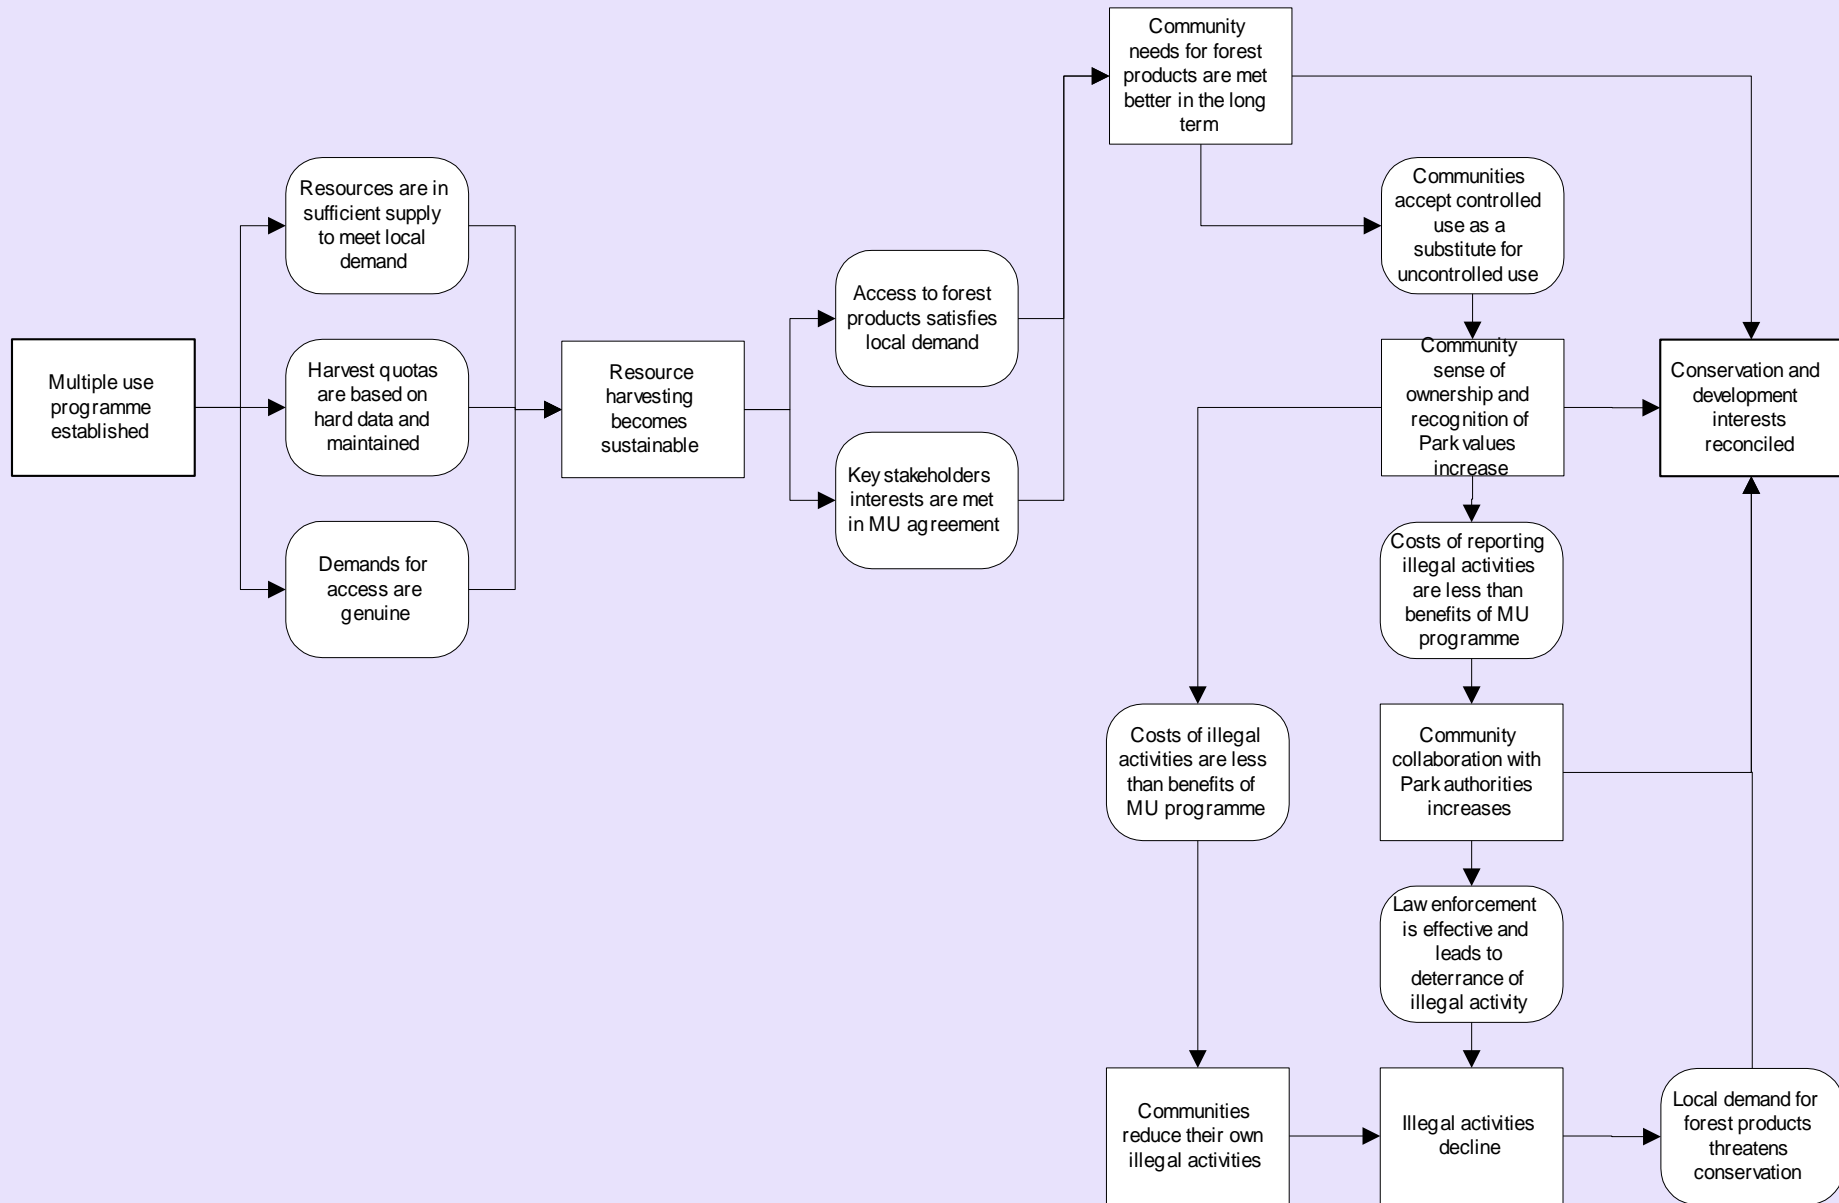 Multiple use
programme
established
Resources are in
sufficient supply
to meet local
demand
Harvest quotas
are based on
hard data and
maintained
Demands for
access are
genuine
Resource
harvesting
becomes
sustainable
Access to forest
products satisfies
local demand
Key stakeholders
interests are met
in MU agreement
Community
needs for forest
products are met
better in the long
term
Communities
accept controlled
use as a
substitute for
uncontrolled use
Community
sense of
ownership and
recognition of
Park values
increase
Conservation and
development
interests
reconciled
Costs of reporting
illegal activities
are less than
benefits of MU
programme
Costs of illegal
activities are less
than benefits of
MU programme
Community
collaboration with
Park authorities
increases
Law enforcement
is effective and
leads to
deterrance of
illegal activity
Communities
reduce their own
illegal activities
Illegal activities
decline
Local demand for
forest products
threatens
conservation